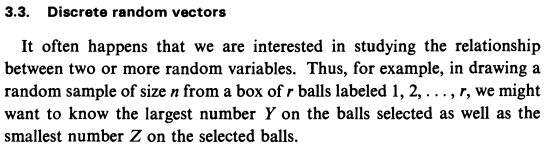 3.3. Discrete random vectors
It often happens that we are interested in studying the relationship
between two or more random variables. Thus, for example, in drawing a
random sample of size n from a box of r balls labeled 1, 2, . . . , r, we might
want to know the largest number Y on the balls selected as well as the
smallest number Z on the selected balls.